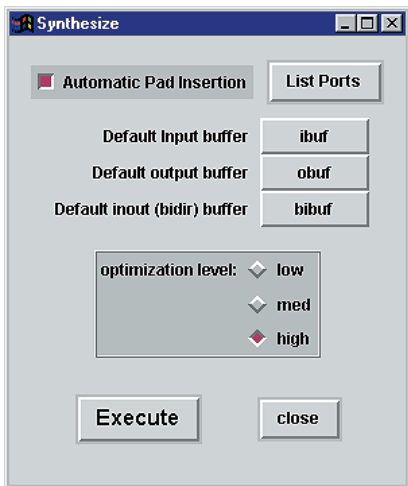 Synthesize
Automatic Pad Insertion List Ports
Default Input buffer ibuf
Default output buffer obuf
Default inout (bidir) buffer bibuf
optimization level: low
med
high
Execute close